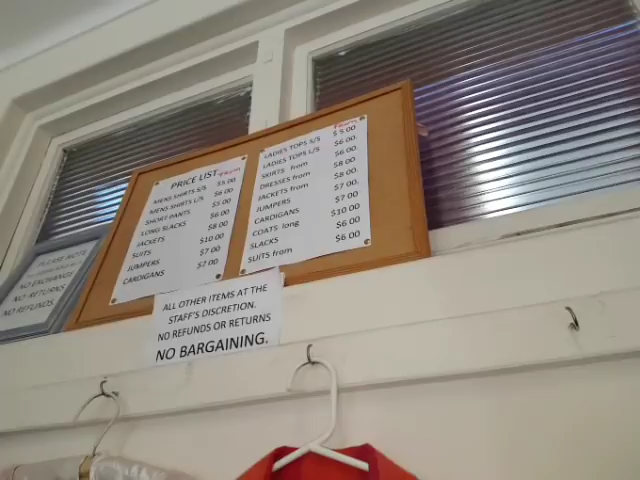 PLEASE NOTE
NO EXCHANGE
NO RETURNS
NO REFUNDS
PRICE LIST FROM
MENS SHIRTS S/S $5 00
MENS SHIRTS L/S $6 00
SHORT PANTS $5 00
LONG SLACKS $6 00
JACKETS $8 00
SUITS $10 00
JUMPERS $7 00
CARDIGANS $7 00
FROM
LADIES TOPS S/S $ 5 00
LADIES TOPS L/S $6 00
SKIRTS from $6 00
DRESSES from $8 00
JACKETS from $8 00
JUMPERS $7 00
CARDIGANS $7 00
COATS long $10 00
SLACKS $6 00
SUITS from $6 00
ALL OTHER ITEMS AT THE
STAFF'S DISCRETION.
NO REFUNDS OR RETURNS
NO BARGAINING.